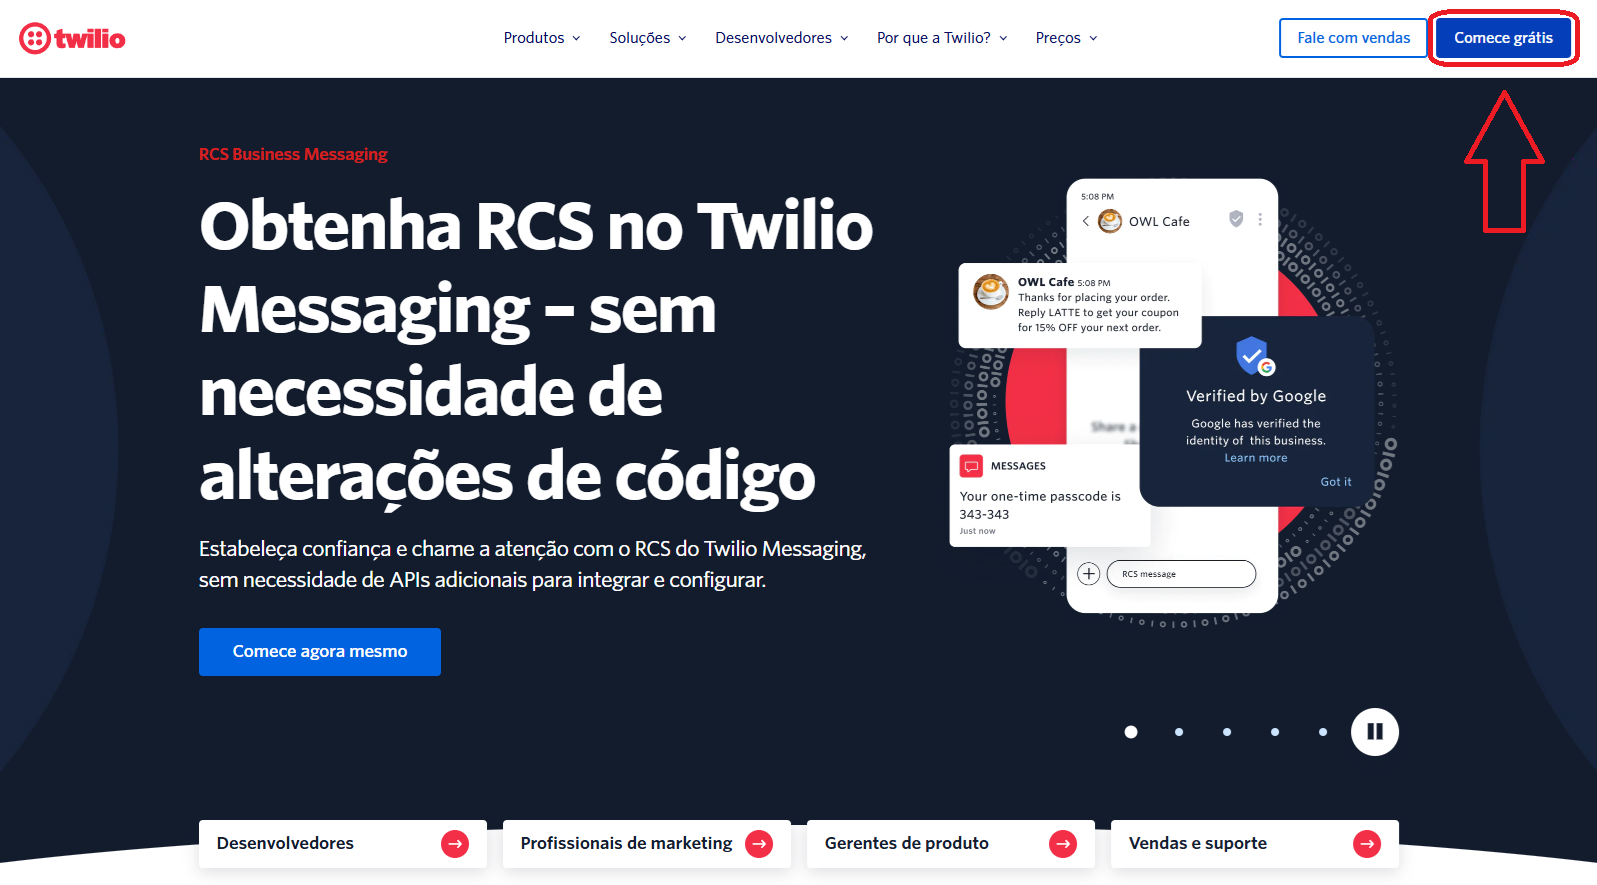 twilio
Produtos
Soluções
Desenvolvedores
Por que a Twilio?
Preços
Fale com vendas
Comece grátis
RCS Business Messaging
Obtenha RCS no Twilio
Messaging – sem
necessidade de
alterações de código
Estabeleça confiança e chame a atenção com o RCS do Twilio Messaging,
sem necessidade de APIs adicionais para integrar e configurar.
Comece agora mesmo
5:08 PM
OWL Cafe
OWL Cafe 5:08 PM
Thanks for placing your order.
Reply LATTE to get your coupon
for 15% OFF your next order.
Verified by Google
Google has verified the
identity of this business.
Learn more
Got it
Share a
MESSAGES
Your one-time passcode is
343-343
Just now
RCS message
Desenvolvedores
Profissionais de marketing
Gerentes de produto
Vendas e suporte